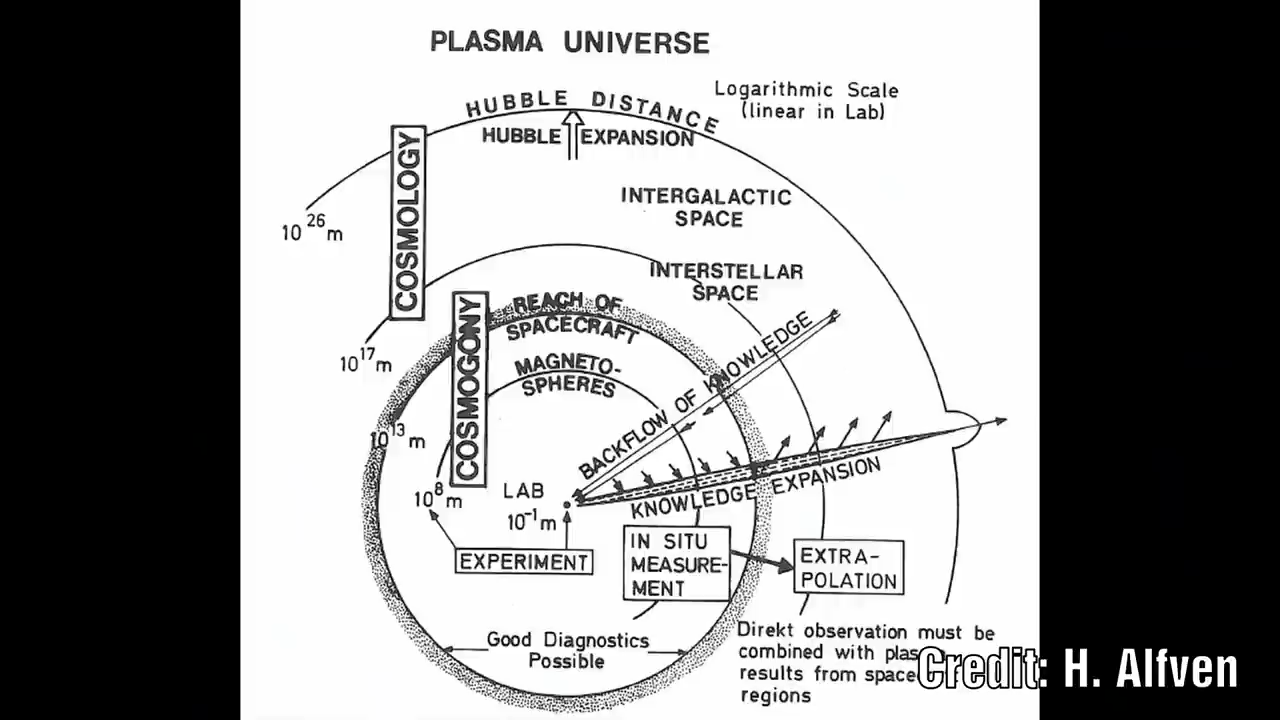 PLASMA UNIVERSE
Logarithmic Scale
(linear in Lab)
HUBBLE DISTANCE
HUBBLE EXPANSION
COSMOLOGY
INTERGALACTIC
SPACE
10 26 m
INTERSTELLAR
SPACE
COSMOGONY
REACH OF
SPACECRAFT
10 17 m
MAGNETO-
SPHERES
BACKFLOW OF KNOWLEDGE
10 13 m
KNOWLEDGE EXPANSION
10 8 m
LAB
10 -1 m
EXPERIMENT
IN SITU
MEASURE-
MENT
EXTRA-
POLATION
Good Diagnostics
Possible
Direkt observation must be
combined with
results from space
regions
Credit: H. Alfven